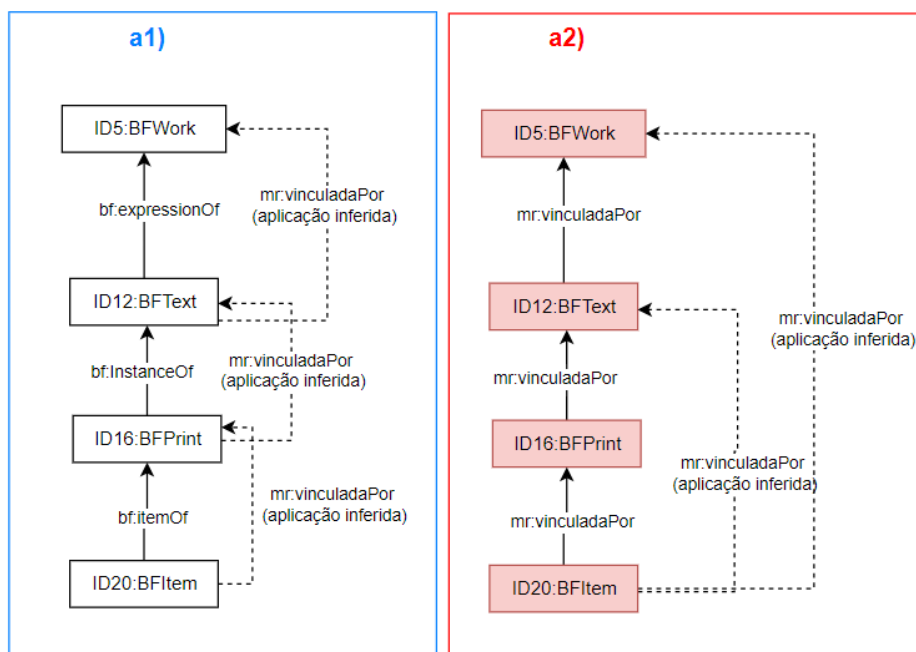 a1)
ID5:BFWork
mr:vinculadaPor
(aplicação inferida)
bf:expressionOf
ID12:BFText
mr:vinculadaPor
(aplicação inferida)
bf:InstanceOf
ID16:BFPrint
mr:vinculadaPor
(aplicação inferida)
bf:itemOf
ID20:BFItem
a2)
ID5:BFWork
mr:vinculadaPor
ID12:BFText
mr:vinculadaPor
(aplicação inferida)
mr:vinculadaPor
ID16:BFPrint
mr:vinculadaPor
(aplicação inferida)
mr:vinculadaPor
ID20:BFItem